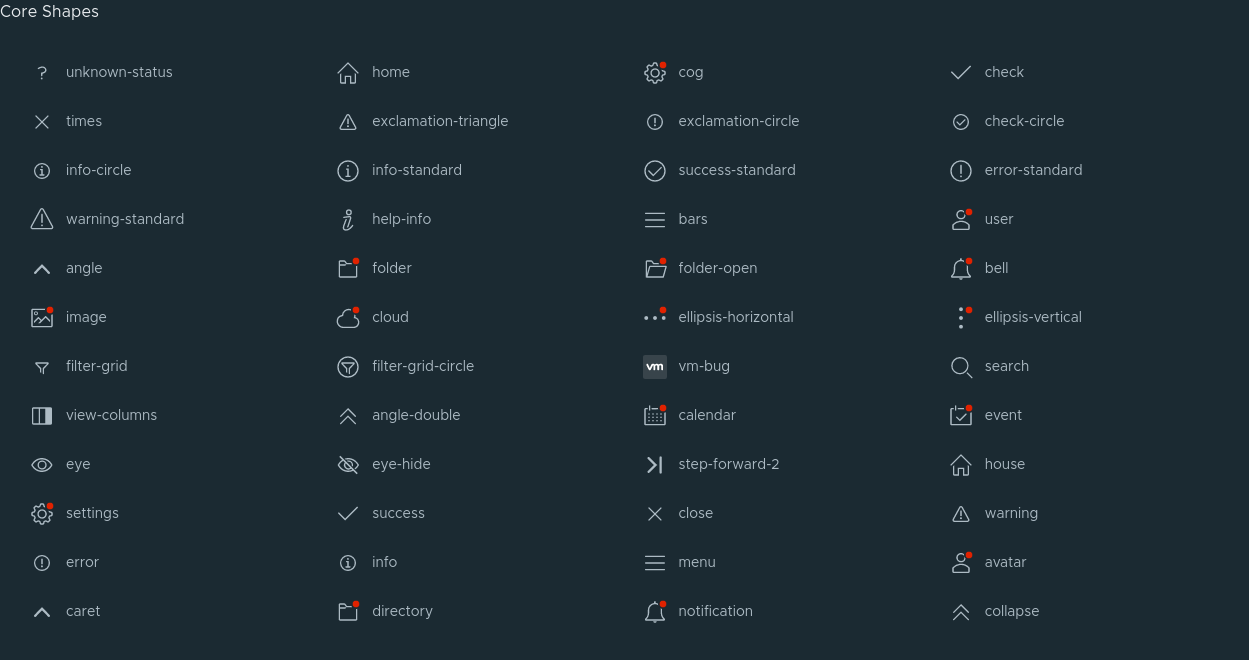 Core Shapes
? unknown-status home cog check
times exclamation-triangle exclamation-circle check-circle
info-circle info-standard success-standard error-standard
warning-standard help-info bars user
angle folder folder-open bell
image cloud ellipsis-horizontal ellipsis-vertical
filter-grid filter-grid-circle vm vm-bug search
view-columns angle-double calendar event
eye eye-hide step-forward-2 house
settings success close warning
error info menu avatar
caret directory notification collapse